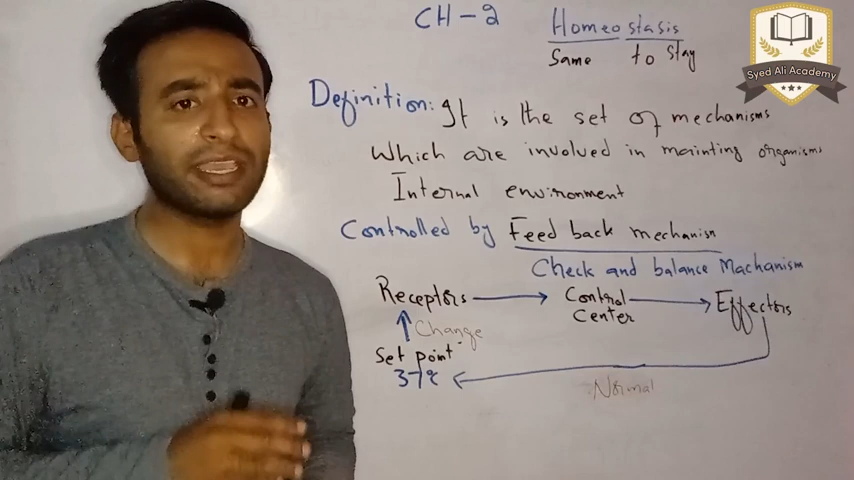 CH-2
Homeostasis
Same to stay
Syed Ali Academy
Definition: It is the set of mechanisms
Which are involved in mainting organisms
Internal environment
Controlled by Feed back mechanism
Check and balance Machanism
Receptors Control Center Effectors
Change
Set point
37°C
Normal